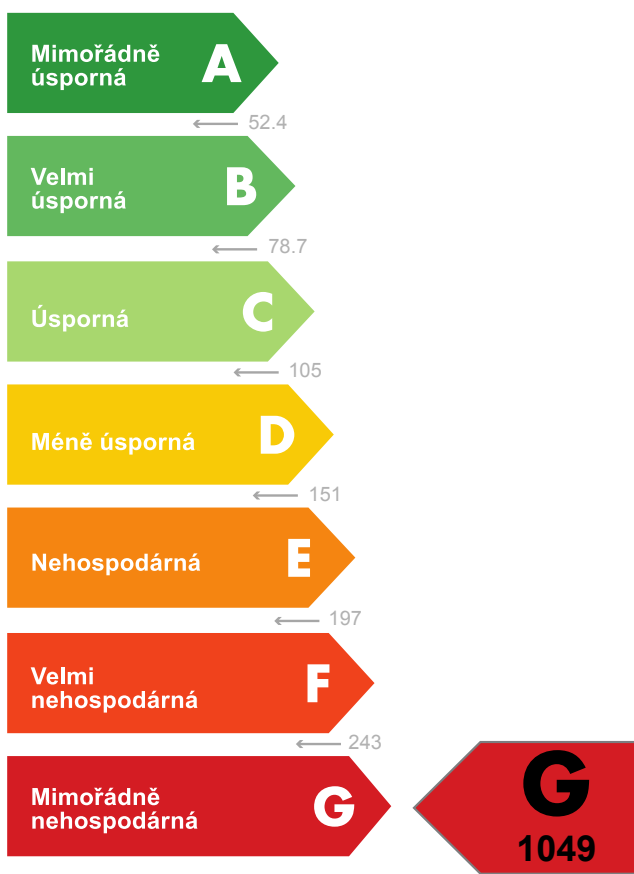 Mimořádně
úsporná
A
← 52.4
Velmi
úsporná
B
← 78.7
Úsporná C
← 105
Méně úsporná D
← 151
Nehospodárná E
← 197
Velmi
nehospodárná
F
← 243
Mimořádně
nehospodárná
G
G
1049